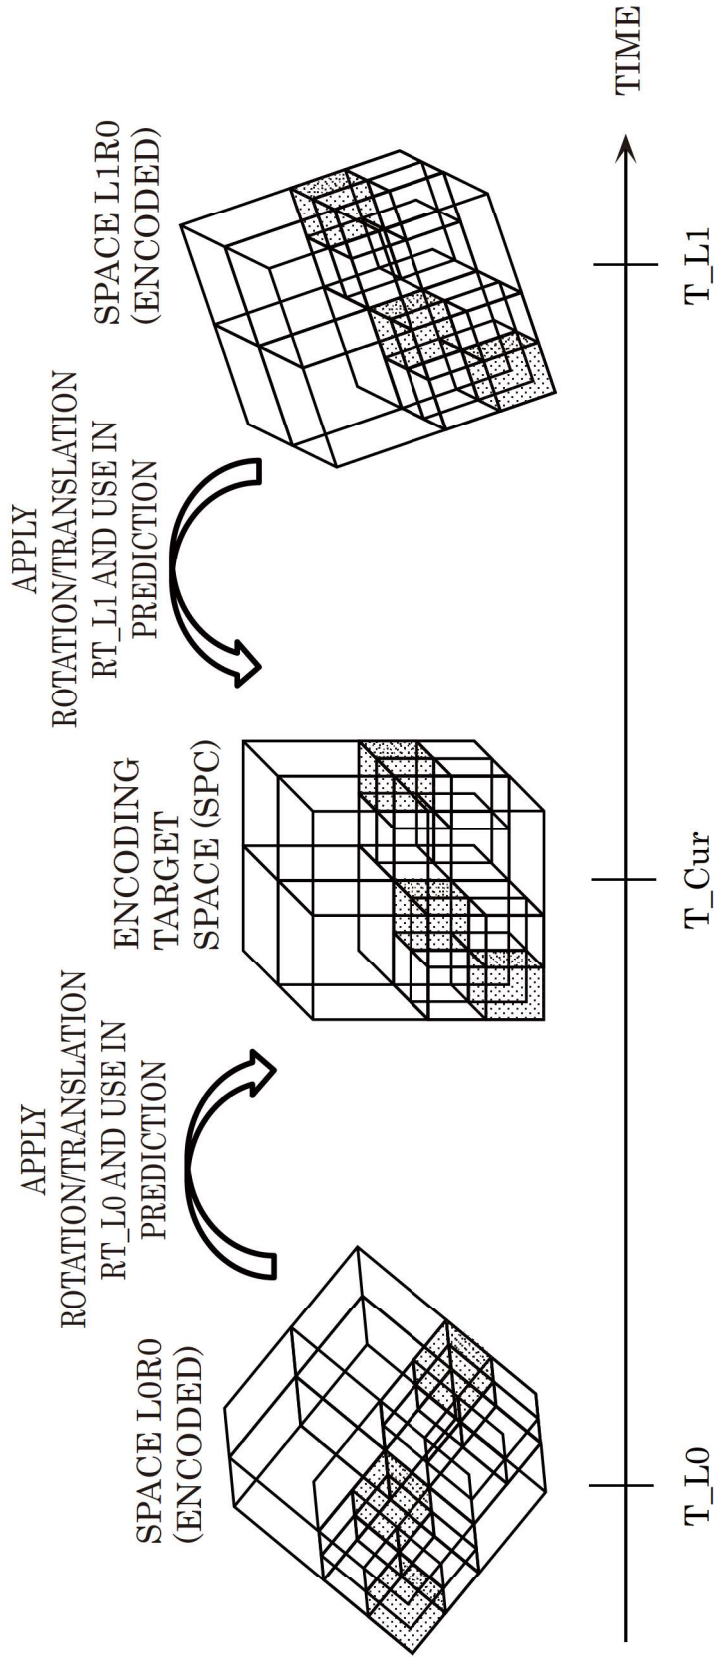 SPACE L0R0
(ENCODED)
APPLY
ROTATION/TRANSLATION
RT_L0 AND USE IN
PREDICTION
ENCODING
TARGET
SPACE (SPC)
APPLY
ROTATION/TRANSLATION
RT_L1 AND USE IN
PREDICTION
SPACE L1R0
(ENCODED)
T_L0
T_Cur
T_L1
TIME